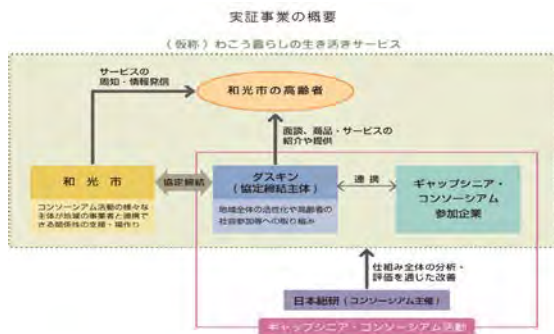 実証事業の概要
（仮称）わこう暮らしの生き活きサービス
サービスの
周知・情報発信
和光市の高齢者
面談、商品・サービスの
紹介や提供
和光市
コンソーシアム活動の様々な
主体が地域の事業者と連携で
きる関係性の支援・場作り
協定締結
ダスキン
（協定締結主体）
地域全体の活性化や高齢者の
社会参加等への取り組み
連携
ギャップシニア・
コンソーシアム
参加企業
仕組み全体の分析・
評価を通じた改善
日本総研（コンソーシアム主催）
ギャップシニア・コンソーシアム活動